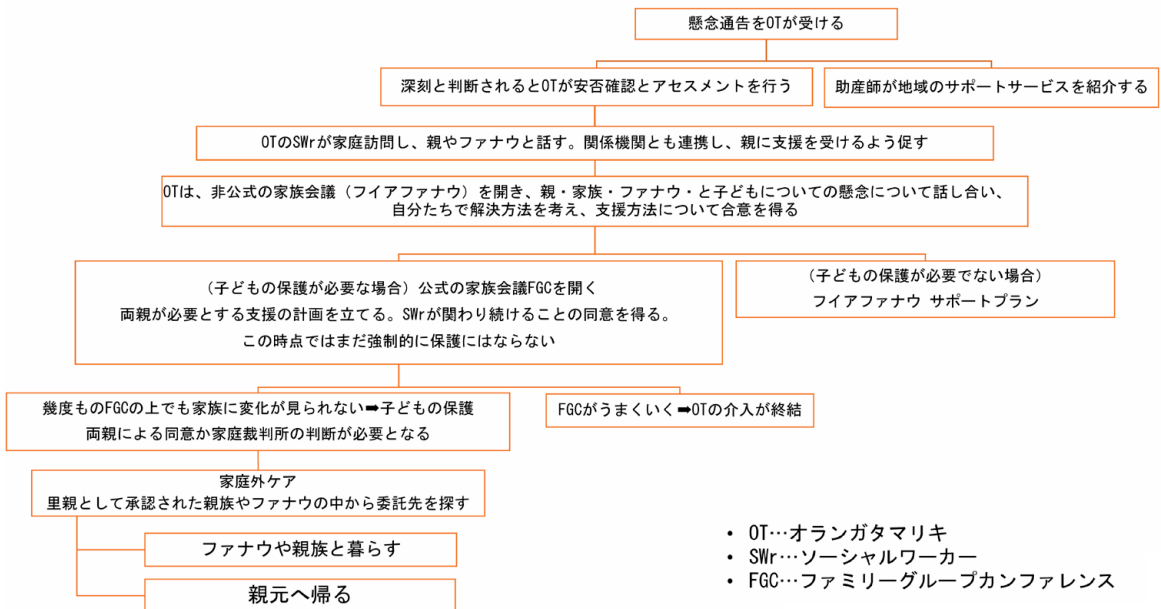 懸念通告をOTが受ける
深刻と判断されるとOTが安否確認とアセスメントを行う
助産師が地域のサポートサービスを紹介する
OTのSWrが家庭訪問し、親やファナウと話す。関係機関とも連携し、親に支援を受けるよう促す
OTは、非公式の家族会議（フイアファナウ）を開き、親・家族・ファナウ・と子どもについての懸念について話し合い、
自分たちで解決方法を考え、支援方法について合意を得る
（子どもの保護が必要な場合）公式の家族会議FGCを開く
両親が必要とする支援の計画を立てる。SWrが関わり続けることの同意を得る。
この時点ではまだ強制的に保護にはならない
（子どもの保護が必要でない場合）
フイアファナウ サポートプラン
幾度ものFGCの上でも家族に変化が見られない➡子どもの保護
両親による同意か家庭裁判所の判断が必要となる
FGCがうまくいく➡OTの介入が終結
家庭外ケア
里親として承認された親族やファナウの中から委託先を探す
ファナウや親族と暮らす
親元へ帰る
• OT…オランガタマリキ
• SWr…ソーシャルワーカー
• FGC…ファミリーグループカンファレンス